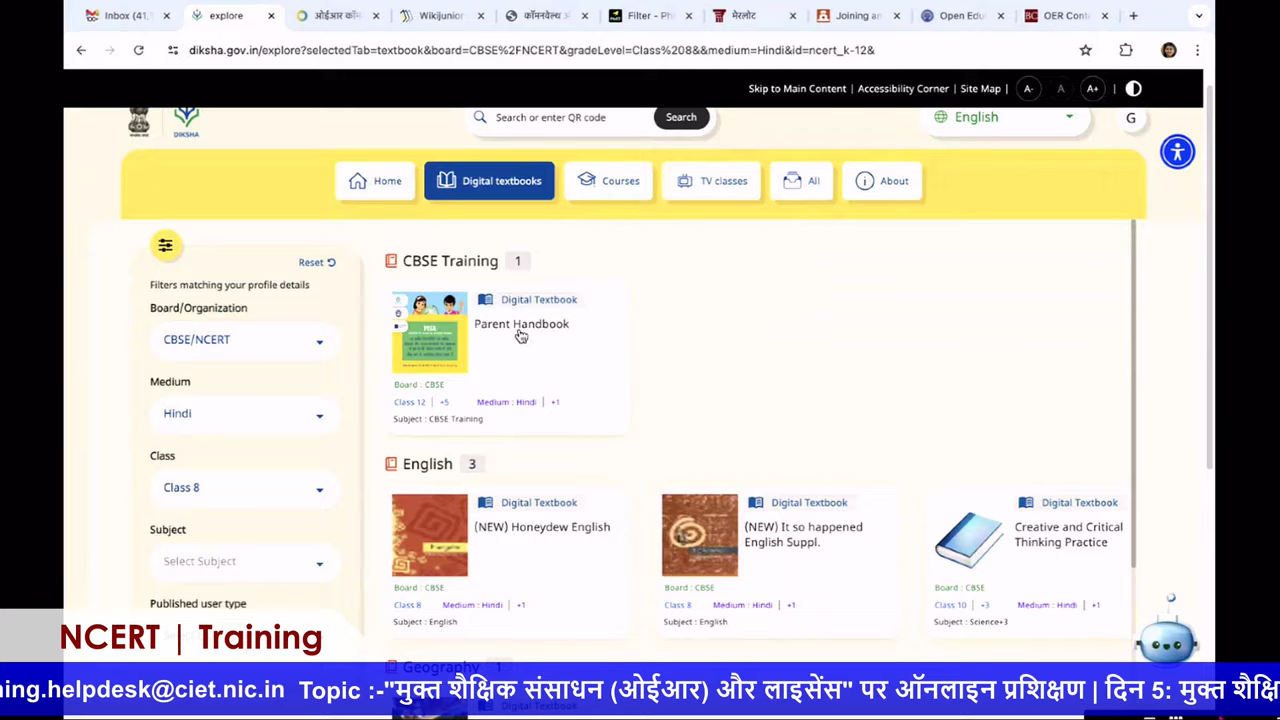 Inbox (41,
explore
ओईआर कॉम
Wikijunior
कॉमनवेल्थ अ
Filter - Ph
मेरलोट
Joining an
Open Edu
OER Cont
diksha.gov.in/explore?selectedTab=textbook&board=CBSE%2FNCERT&gradeLevel=Class%208&&medium=Hindi&id=ncert_k-12&
Skip to Main Content | Accessibility Corner | Site Map | A- A A+ |
DIKSHA
Search or enter QR code
Search
English
G
Home
Digital textbooks
Courses
TV classes
All
About
Reset
Filters matching your profile details
Board/Organization
CBSE/NCERT
Medium
Hindi
Class
Class 8
Subject
Select Subject
Published user type
CBSE Training 1
Digital Textbook
Parent Handbook
Board : CBSE
Class 12 | +5 Medium : Hindi | +1
Subject : CBSE Training
English 3
Digital Textbook
(NEW) Honeydew English
Board : CBSE
Class 8 Medium : Hindi | +1
Subject : English
Digital Textbook
(NEW) It so happened
English Suppl.
Board : CBSE
Class 8 Medium : Hindi | +1
Subject : English
Digital Textbook
Creative and Critical
Thinking Practice
Board : CBSE
Class 10 | +3 Medium : Hindi | +1
Subject : Science+3
Geography 1
Digital Textbook
NCERT | Training
ning.helpdesk@ciet.nic.in Topic :-"मुक्त शैक्षिक संसाधन (ओईआर) और लाइसेंस" पर ऑनलाइन प्रशिक्षण | दिन 5: मुक्त शैक्षि